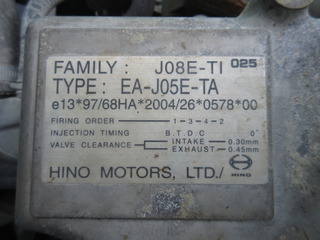 FAMILY : J08E-TI 025
TYPE : EA-J05E-TA
e13*97/68HA*2004/26*0578*00
FIRING ORDER 1-3-4-2
INJECTION TIMING B.T.D.C 0°
VALVE CLEARANCE INTAKE 0.30mm
EXHAUST 0.45mm
HINO MOTORS, LTD./ HINO